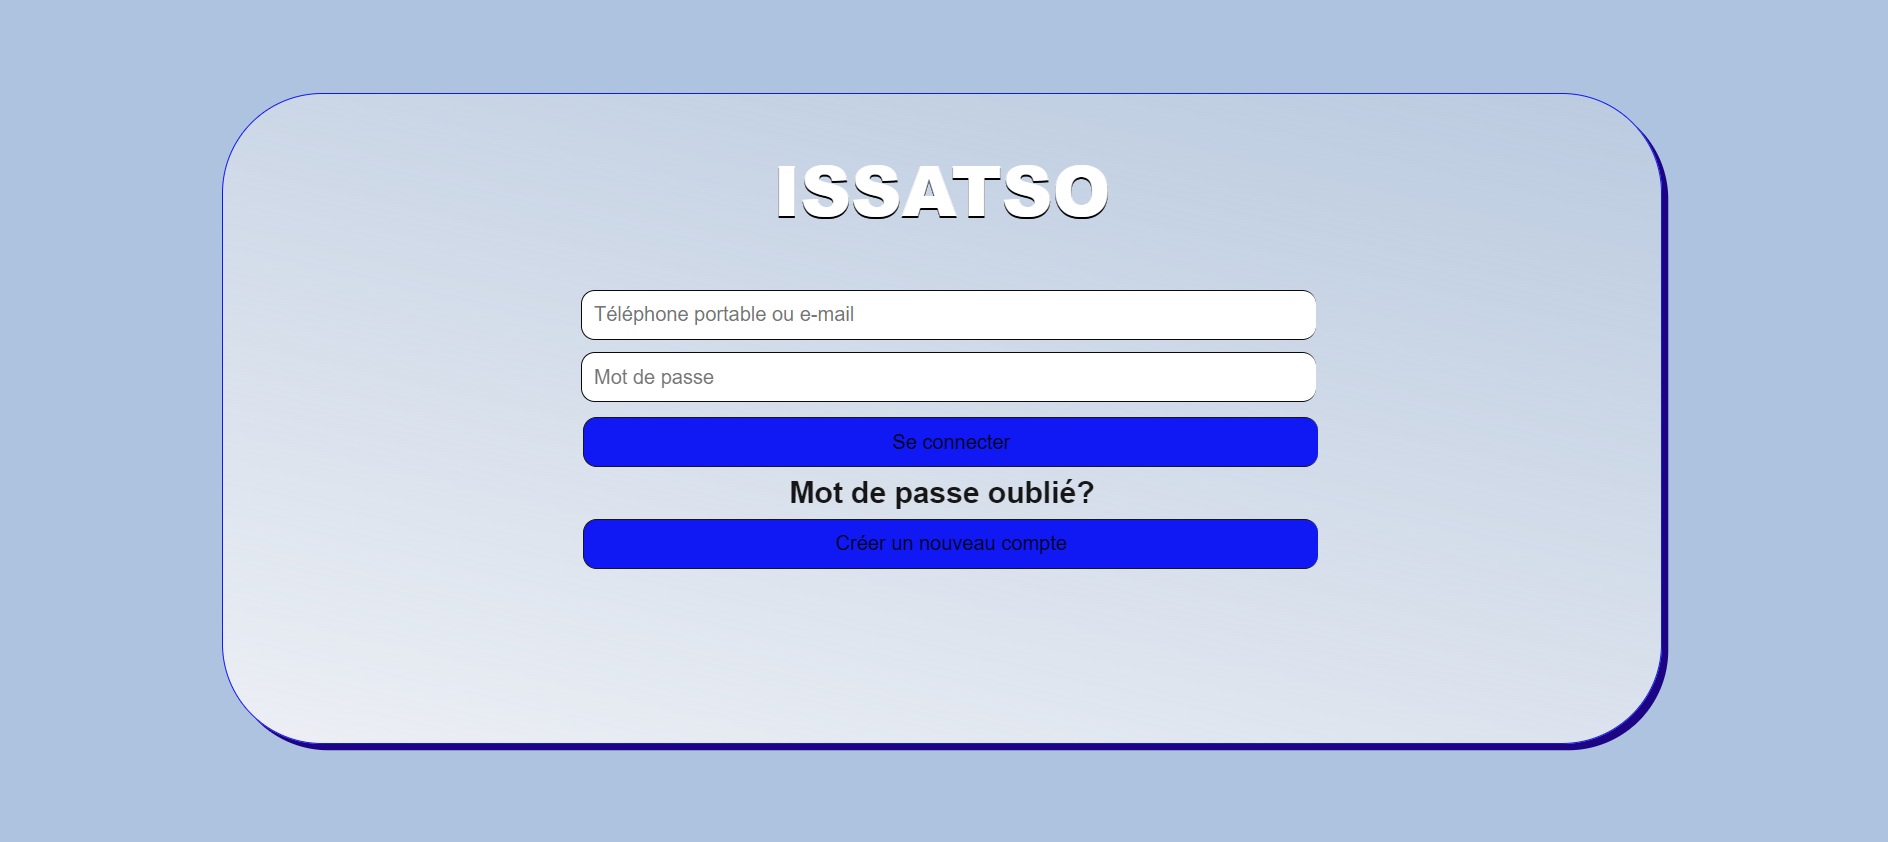 ISSATSO
Téléphone portable ou e-mail
Mot de passe
Se connecter
Mot de passe oublié?
Créer un nouveau compte